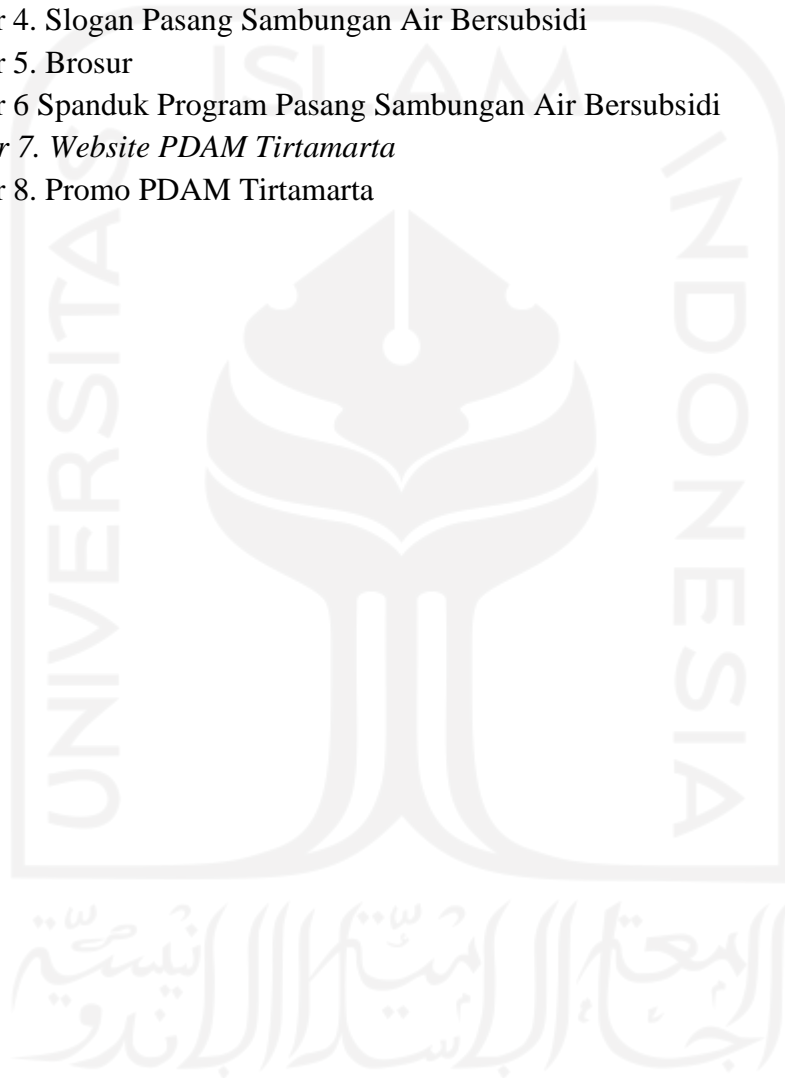 r 4. Slogan Pasang Sambungan Air Bersubsidi
r 5. Brosur
r 6 Spanduk Program Pasang Sambungan Air Bersubsidi
r 7. Website PDAM Tirtamarta
r 8. Promo PDAM Tirtamarta
ISLAM
UNIVERSITAS
INDONESIA